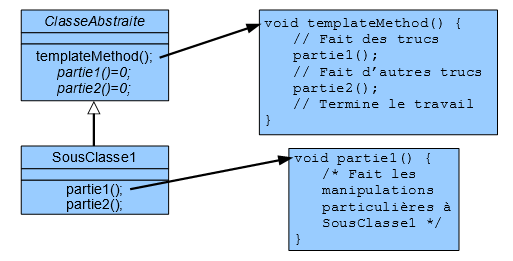 ClasseAbstraite
templateMethod();
partie1()=0;
partie2()=0;
void templateMethod() {
// Fait des trucs
partie1();
// Fait d'autres trucs
partie2();
// Termine le travail
}
SousClasse1
partie1();
partie2();
void partie1() {
/* Fait les
manipulations
particulières à
SousClasse1 */
}